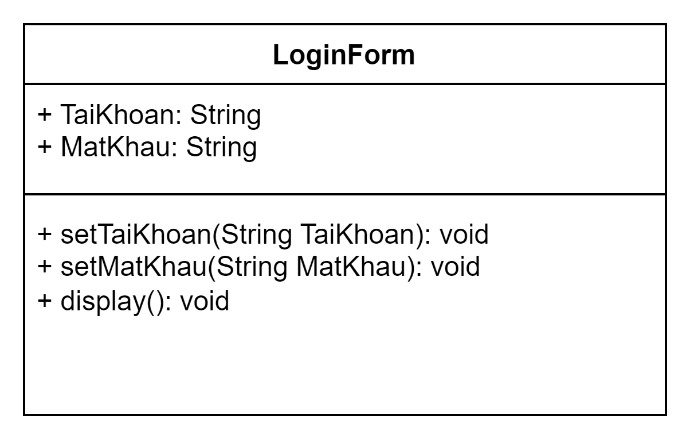 LoginForm
+ TaiKhoan: String
+ MatKhau: String
+ setTaiKhoan(String TaiKhoan): void
+ setMatKhau(String MatKhau): void
+ display(): void